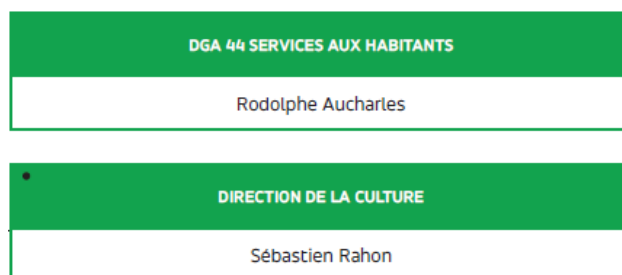 DGA 44 SERVICES AUX HABITANTS
Rodolphe Aucharles
DIRECTION DE LA CULTURE
Sébastien Rahon